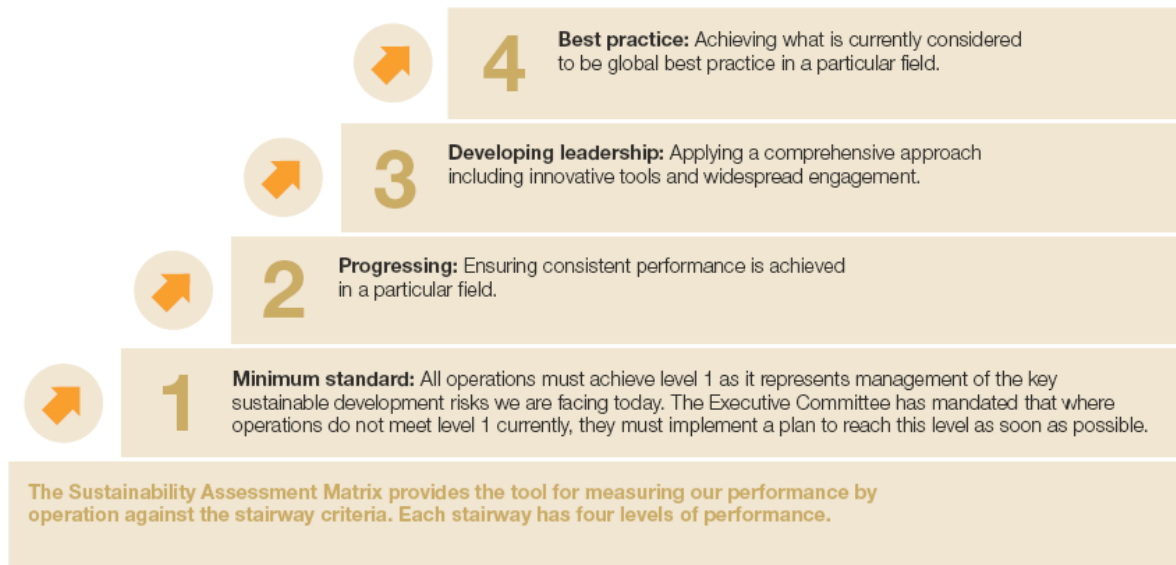 4
Best practice: Achieving what is currently considered
to be global best practice in a particular field.
3
Developing leadership: Applying a comprehensive approach
including innovative tools and widespread engagement.
2
Progressing: Ensuring consistent performance is achieved
in a particular field.
1
Minimum standard: All operations must achieve level 1 as it represents management of the key
sustainable development risks we are facing today. The Executive Committee has mandated that where
operations do not meet level 1 currently, they must implement a plan to reach this level as soon as possible.
The Sustainability Assessment Matrix provides the tool for measuring our performance by
operation against the stairway criteria. Each stairway has four levels of performance.